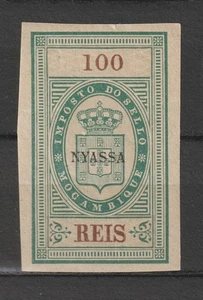 100
IMPOSTO DO SELLO
NYASSA
MOÇAMBIQUE
REIS